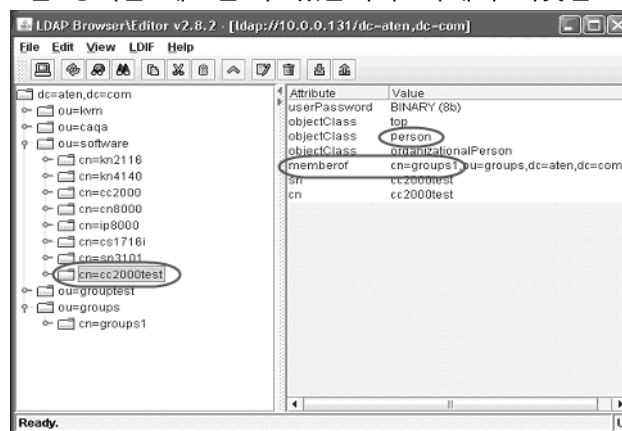 LDAP Browser\Editor v2.8.2 - [ldap://10.0.0.131/dc=aten,dc=com]
File Edit View LDIF Help
dc=aten,dc=com
ou=kvm
ou=caqa
ou=software
cn=kn2116
cn=kn4140
cn=cc2000
cn=cn8000
cn=ip8000
cn=cs1716i
cn=sn3101
cn=cc2000test
ou=grouptest
ou=groups
cn=groups1
Attribute Value
userPassword BINARY (8b)
objectClass top
objectClass person
objectClass organizationalPerson
memberof cn=groups1,ou=groups,dc=aten,dc=com
sn cc2000test
cn cc2000test
Ready.